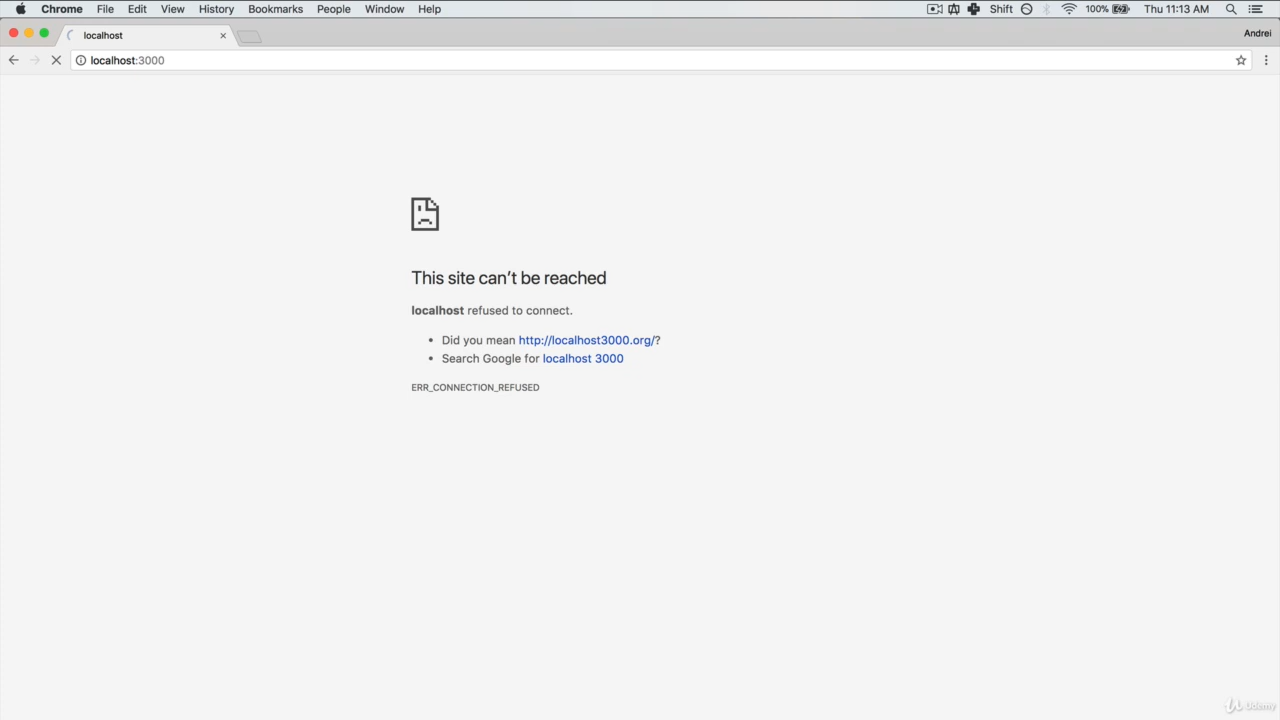 Chrome File Edit View History Bookmarks People Window Help Shift 100% Thu 11:13 AM
localhost Andrei
localhost:3000
This site can’t be reached
localhost refused to connect.
• Did you mean http://localhost3000.org/?
• Search Google for localhost 3000
ERR_CONNECTION_REFUSED
Udemy